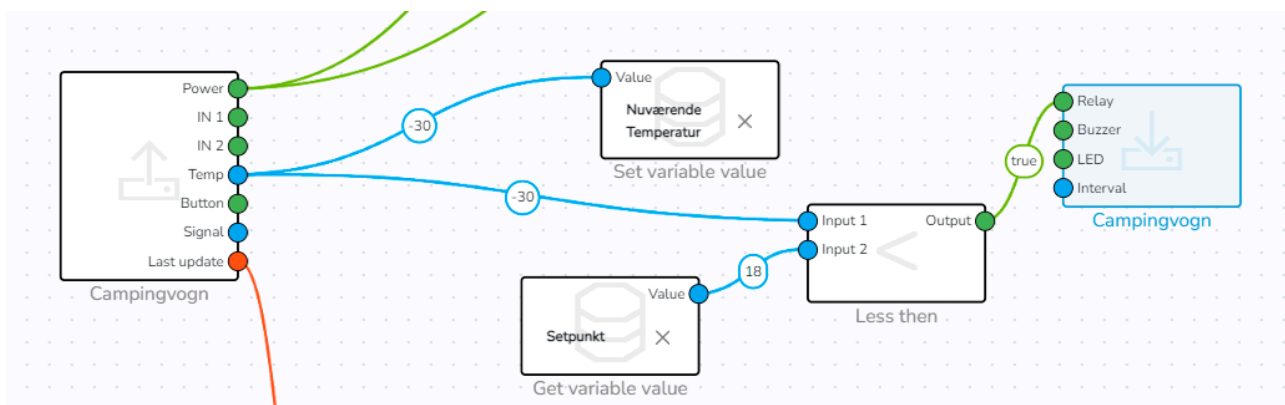 Power
IN 1
IN 2
Temp
Button
Signal
Last update
Campingvogn
-30
-30
Value
Nuværende
Temperatur
Set variable value
Value
18
Setpunkt
Get variable value
Input 1
Output
Input 2
Less then
true
Relay
Buzzer
LED
Interval
Campingvogn